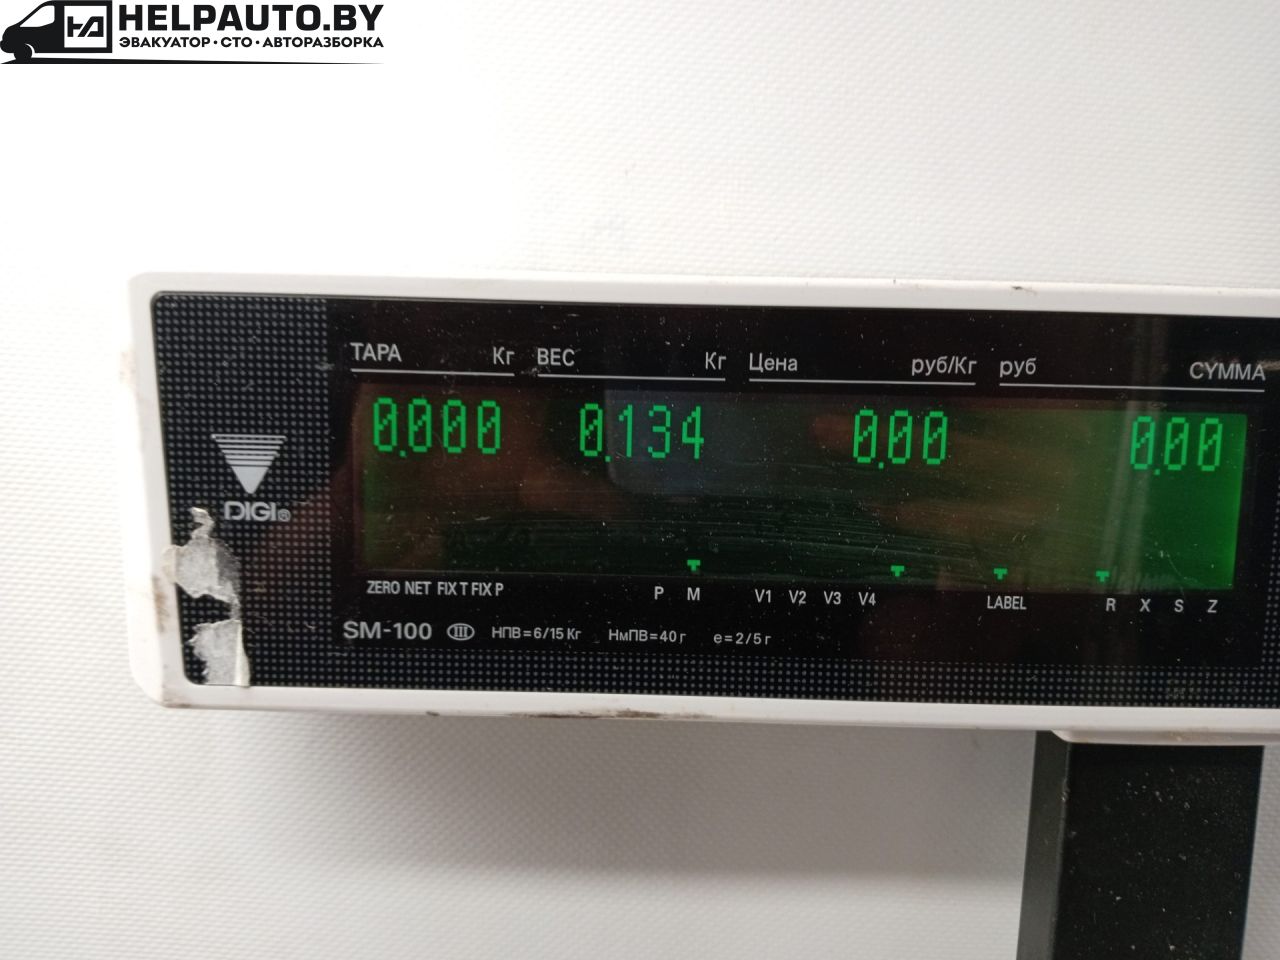 HELPAUTO.BY
ЭВАКУАТОР·СТО·АВТОРАЗБОРКА
ТАРА Кг ВЕС Кг Цена руб/Кг руб СУММА
0.000 0.134 0.00 0.00
DIGI®
ZERO NET FIX T FIX P P M V1 V2 V3 V4 LABEL R X S Z
SM-100 III НПВ=6/15 Кг НмПВ=40 г е=2/5 г